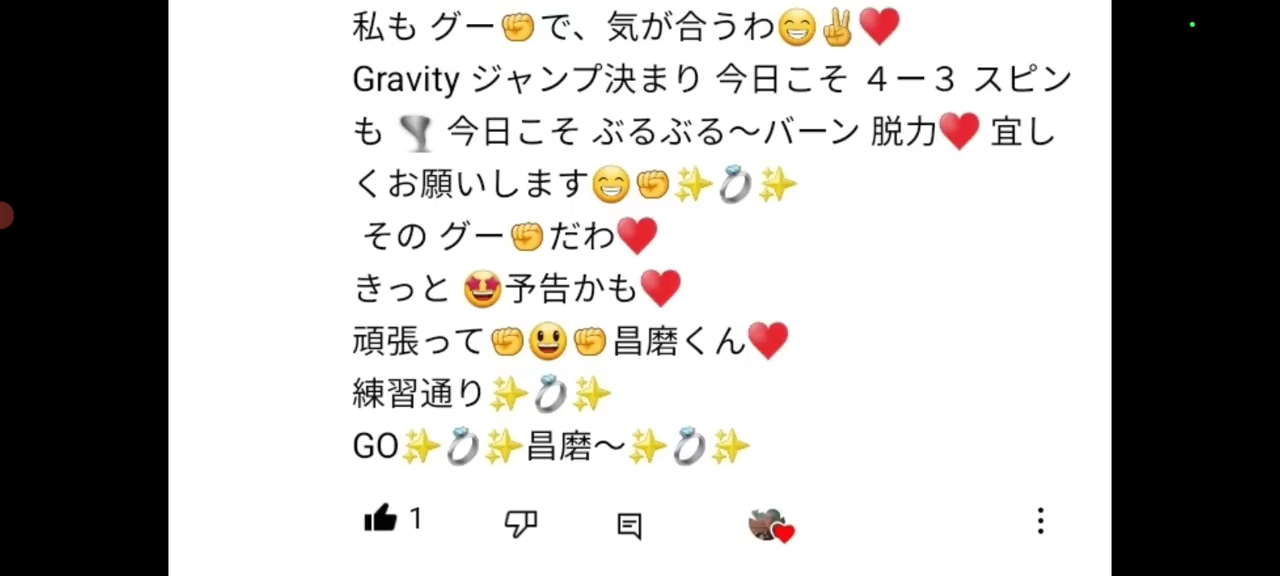 私も グー✊で、気が合うわ😁✌️❤️
Gravity ジャンプ決まり 今日こそ ４ー３ スピン
も 🌪️ 今日こそ ぶるぶる〜バーン 脱力❤️ 宜し
くお願いします😁✊✨💍✨
その グー✊だわ❤️
きっと 🤩予告かも❤️
頑張って✊😃✊昌磨くん❤️
練習通り✨💍✨
GO✨💍✨昌磨〜✨💍✨
1